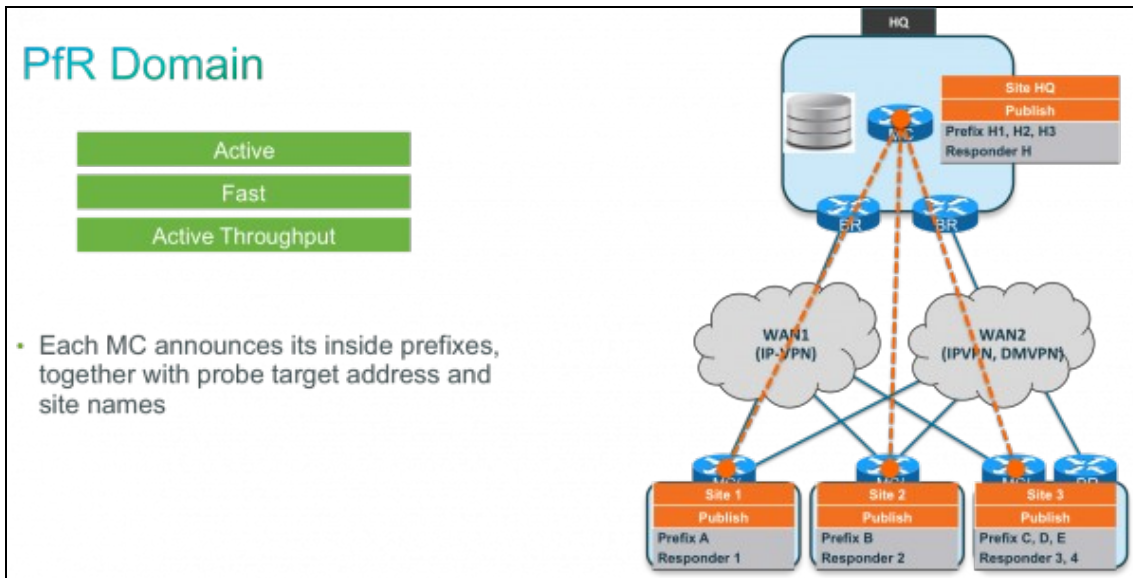 PfR Domain
Active
Fast
Active Throughput
• Each MC announces its inside prefixes,
together with probe target address and
site names
HQ
MC
Site HQ
Publish
Prefix H1, H2, H3
Responder H
BR
BR
WAN1
(IP-VPN)
WAN2
(IPVPN, DMVPN)
Site 1
Publish
Prefix A
Responder 1
Site 2
Publish
Prefix B
Responder 2
Site 3
Publish
Prefix C, D, E
Responder 3, 4